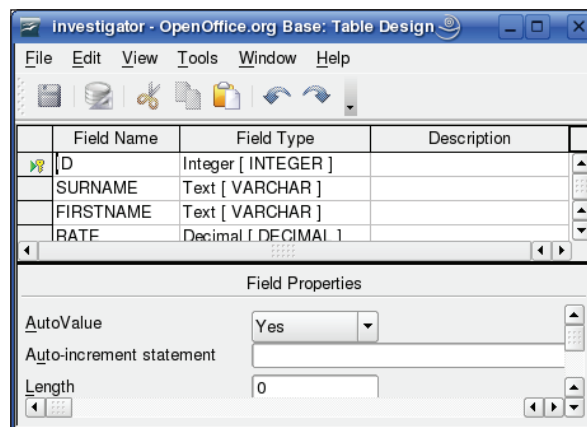 investigator - OpenOffice.org Base: Table Design
File Edit View Tools Window Help
Field Name Field Type Description
ID Integer [ INTEGER ]
SURNAME Text [ VARCHAR ]
FIRSTNAME Text [ VARCHAR ]
RATE Decimal [ DECIMAL ]
Field Properties
AutoValue Yes
Auto-increment statement
Length 0